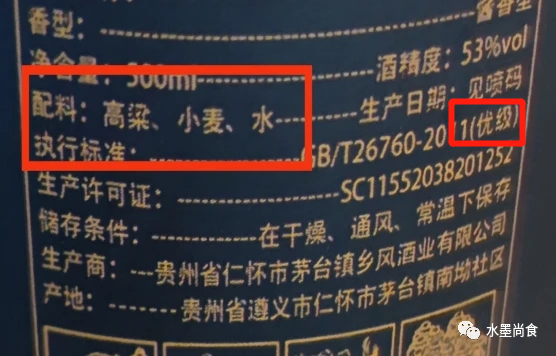 香型：--------------------酱香型
净含量：500ml--------------酒精度：53%vol
配料：高粱、小麦、水----------生产日期：见喷码
执行标准：--------------GB/T26760-2011(优级)
生产许可证：--------------SC11552038201252
储存条件：--------在干燥、通风、常温下保存
生产商：---贵州省仁怀市茅台镇乡风酒业有限公司
产地：--------贵州省遵义市仁怀市茅台镇南坳社区
水墨尚食